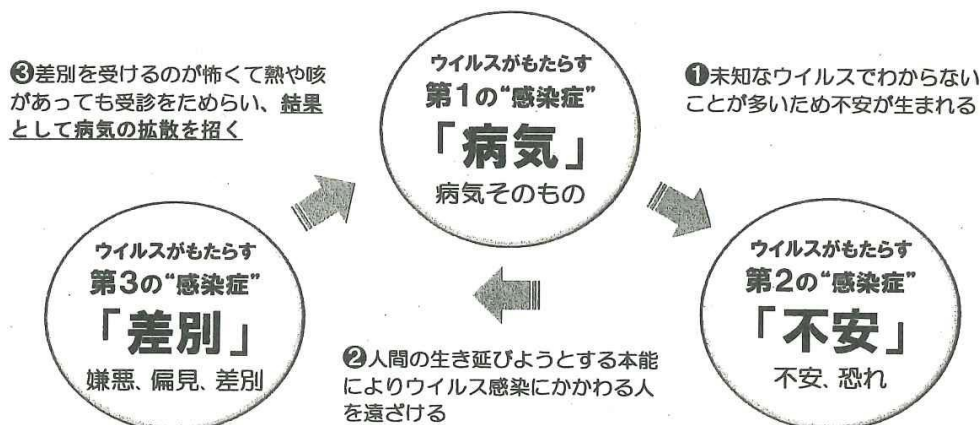 ウイルスがもたらす
第1の“感染症”
「病気」
病気そのもの
❶未知なウイルスでわからない
ことが多いため不安が生まれる
ウイルスがもたらす
第2の“感染症”
「不安」
不安、恐れ
❷人間の生き延びようとする本能
によりウイルス感染にかかわる人
を遠ざける
ウイルスがもたらす
第3の“感染症”
「差別」
嫌悪、偏見、差別
❸差別を受けるのが怖くて熱や咳
があっても受診をためらい、結果
として病気の拡散を招く